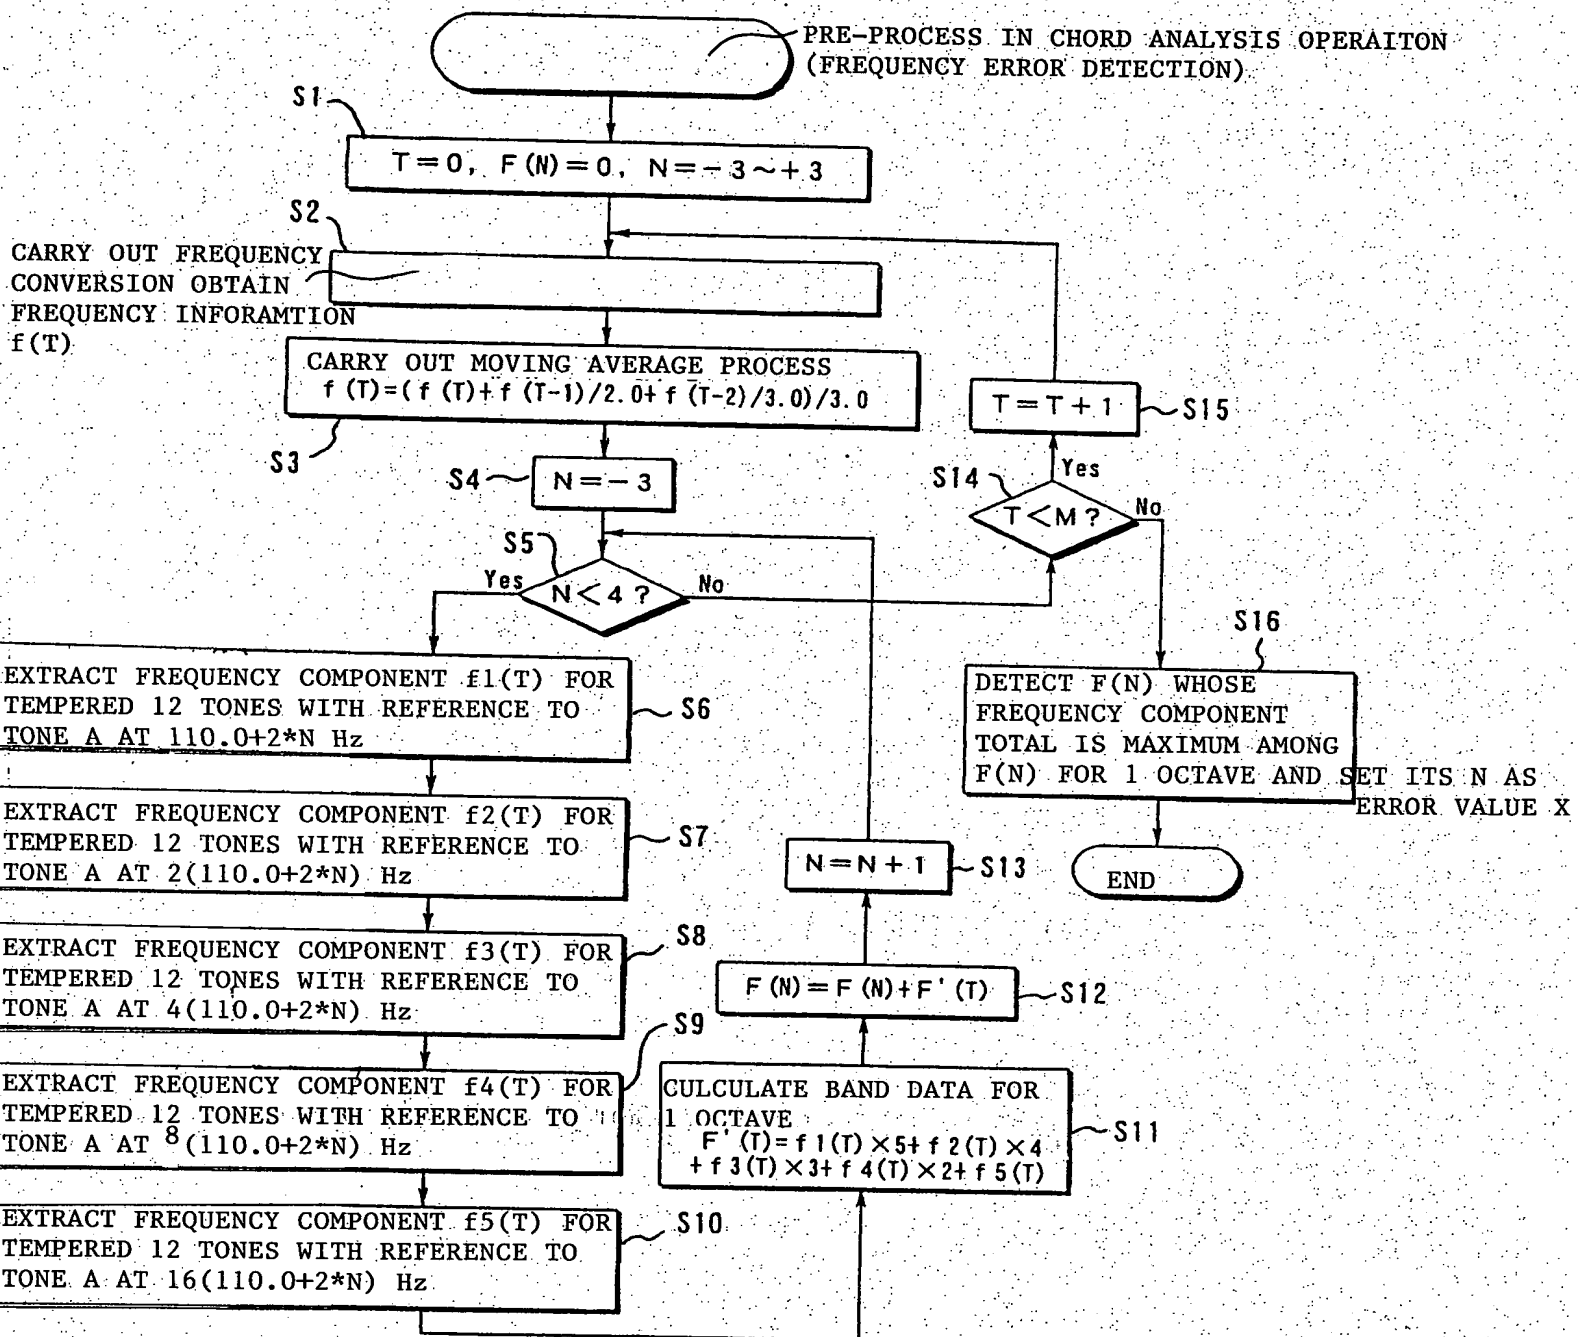 PRE-PROCESS IN CHORD ANALYSIS OPERAITON
(FREQUENCY ERROR DETECTION)
S1
T=0, F(N)=0, N=-3~+3
S2
CARRY OUT FREQUENCY
CONVERSION OBTAIN
FREQUENCY INFORAMTION
f(T)
CARRY OUT MOVING AVERAGE PROCESS
f(T)=(f(T)+f(T-1)/2.0+f(T-2)/3.0)/3.0
S3
S4
N=-3
S5
Yes
N<4?
No
EXTRACT FREQUENCY COMPONENT f1(T) FOR
TEMPERED 12 TONES WITH REFERENCE TO
TONE A AT 110.0+2*N Hz
S6
EXTRACT FREQUENCY COMPONENT f2(T) FOR
TEMPERED 12 TONES WITH REFERENCE TO
TONE A AT 2(110.0+2*N) Hz
S7
EXTRACT FREQUENCY COMPONENT f3(T) FOR
TEMPERED 12 TONES WITH REFERENCE TO
TONE A AT 4(110.0+2*N) Hz
S8
EXTRACT FREQUENCY COMPONENT f4(T) FOR
TEMPERED 12 TONES WITH REFERENCE TO
TONE A AT 8(110.0+2*N) Hz
S9
EXTRACT FREQUENCY COMPONENT f5(T) FOR
TEMPERED 12 TONES WITH REFERENCE TO
TONE A AT 16(110.0+2*N) Hz
S10
CULCULATE BAND DATA FOR
1 OCTAVE
F'(T)=f1(T)×5+f2(T)×4
+f3(T)×3+f4(T)×2+f5(T)
S11
F(N)=F(N)+F'(T)
S12
N=N+1
S13
S14
T<M?
Yes
No
T=T+1
S15
S16
DETECT F(N) WHOSE
FREQUENCY COMPONENT
TOTAL IS MAXIMUM AMONG
F(N) FOR 1 OCTAVE AND SET ITS N AS
ERROR VALUE X
END